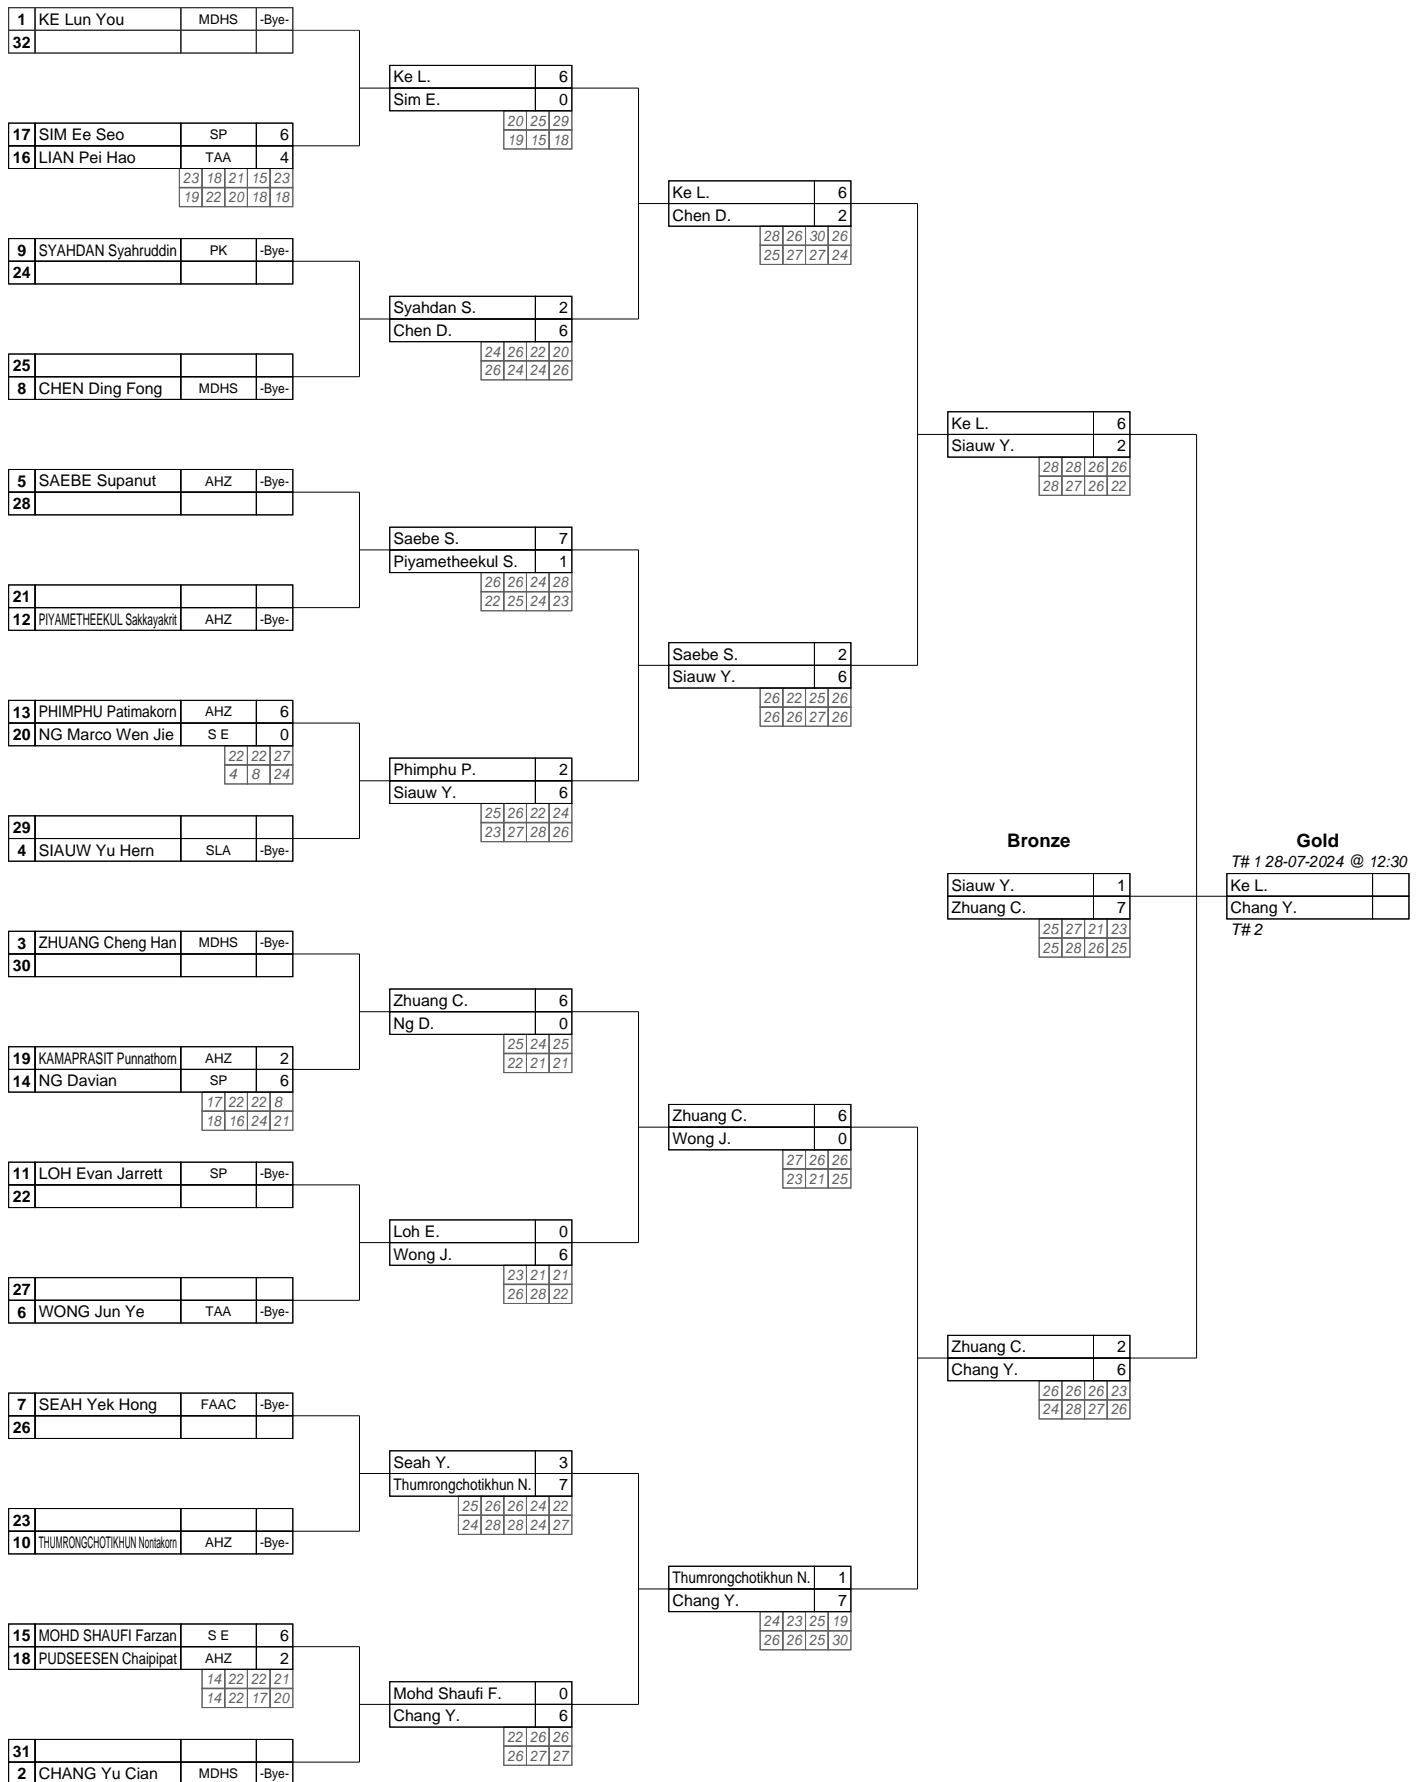 1 KE Lun You MDHS -Bye-
32
17 SIM Ee Seo SP 6
16 LIAN Pei Hao TAA 4
23 18 21 15 23
19 22 20 18 18
9 SYAHDAN Syahruddin PK -Bye-
24
25
8 CHEN Ding Fong MDHS -Bye-
5 SAEBE Supanut AHZ -Bye-
28
21
12 PIYAMETHEEKUL Sakkayakrit AHZ -Bye-
13 PHIMPHU Patimakorn AHZ 6
20 NG Marco Wen Jie S E 0
22 22 27
4 8 24
29
4 SIAUW Yu Hern SLA -Bye-
3 ZHUANG Cheng Han MDHS -Bye-
30
19 KAMAPRASIT Punnathorn AHZ 2
14 NG Davian SP 6
17 22 22 8
18 16 24 21
11 LOH Evan Jarrett SP -Bye-
22
27
6 WONG Jun Ye TAA -Bye-
7 SEAH Yek Hong FAAC -Bye-
26
23
10 THUMRONGCHOTIKHUN Nontakorn AHZ -Bye-
15 MOHD SHAUFI Farzan S E 6
18 PUDSEESEN Chaipipat AHZ 2
14 22 22 21
14 22 17 20
31
2 CHANG Yu Cian MDHS -Bye-
Ke L. 6
Sim E. 0
20 25 29
19 15 18
Syahdan S. 2
Chen D. 6
24 26 22 20
26 24 24 26
Saebe S. 7
Piyametheekul S. 1
26 26 24 28
22 25 24 23
Phimphu P. 2
Siauw Y. 6
25 26 22 24
23 27 28 26
Zhuang C. 6
Ng D. 0
25 24 25
22 21 21
Loh E. 0
Wong J. 6
23 21 21
26 28 22
Seah Y. 3
Thumrongchotikhun N. 7
25 26 26 24 22
24 28 28 24 27
Mohd Shaufi F. 0
Chang Y. 6
22 26 26
26 27 27
Ke L. 6
Chen D. 2
28 26 30 26
25 27 27 24
Saebe S. 2
Siauw Y. 6
26 22 25 26
26 26 27 26
Zhuang C. 6
Wong J. 0
27 26 26
23 21 25
Thumrongchotikhun N. 1
Chang Y. 7
24 23 25 19
26 26 25 30
Ke L. 6
Siauw Y. 2
28 28 26 26
28 27 26 22
Bronze
Siauw Y. 1
Zhuang C. 7
25 27 21 23
25 28 26 25
Zhuang C. 2
Chang Y. 6
26 26 26 23
24 28 27 26
Gold
T# 1 28-07-2024 @ 12:30
Ke L.
Chang Y.
T# 2